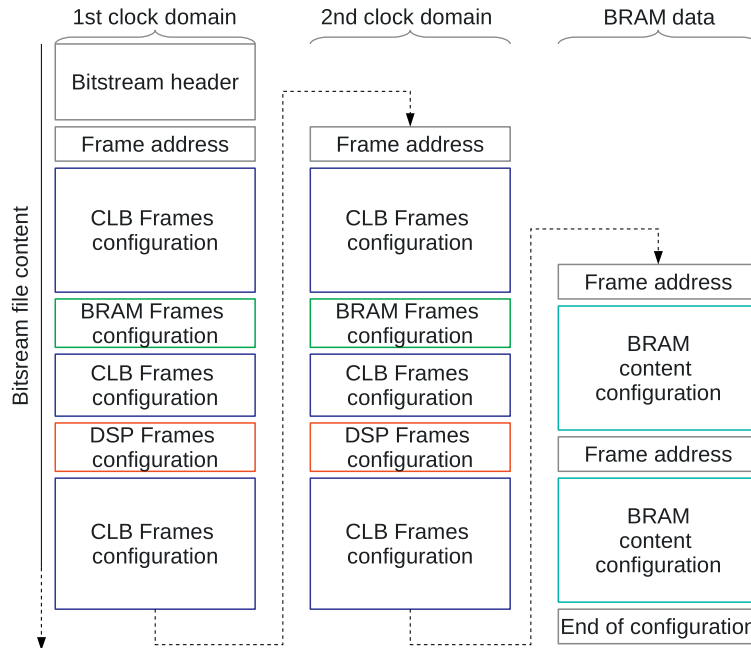 1st clock domain
Bitstream header
Frame address
CLB Frames
configuration
BRAM Frames
configuration
CLB Frames
configuration
DSP Frames
configuration
CLB Frames
configuration
2nd clock domain
Frame address
CLB Frames
configuration
BRAM Frames
configuration
CLB Frames
configuration
DSP Frames
configuration
CLB Frames
configuration
BRAM data
Frame address
BRAM
content
configuration
Frame address
BRAM
content
configuration
End of configuration
Bitsream file content